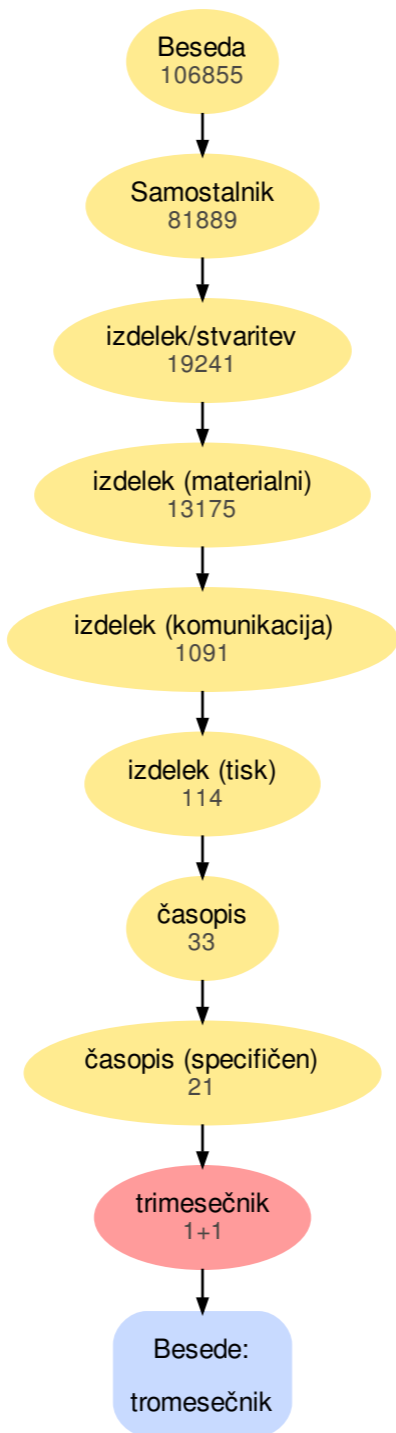 Beseda
106855
Samostalnik
81889
izdelek/stvaritev
19241
izdelek (materialni)
13175
izdelek (komunikacija)
1091
izdelek (tisk)
114
časopis
33
časopis (specifičen)
21
trimesečnik
1+1
Besede:
tromesečnik